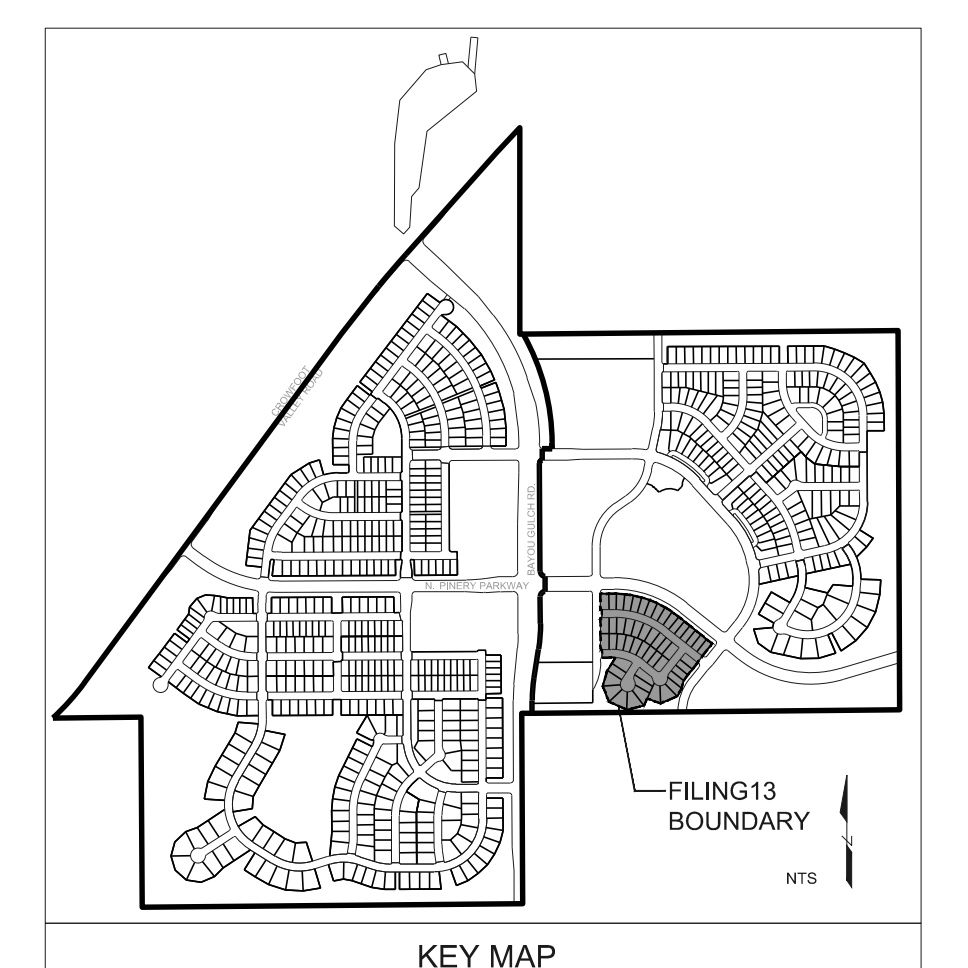 CROWFOOT
VALLEY ROAD
BAYOU GULCH RD.
N. PINERY PARKWAY
FILING13
BOUNDARY
N
NTS
KEY MAP